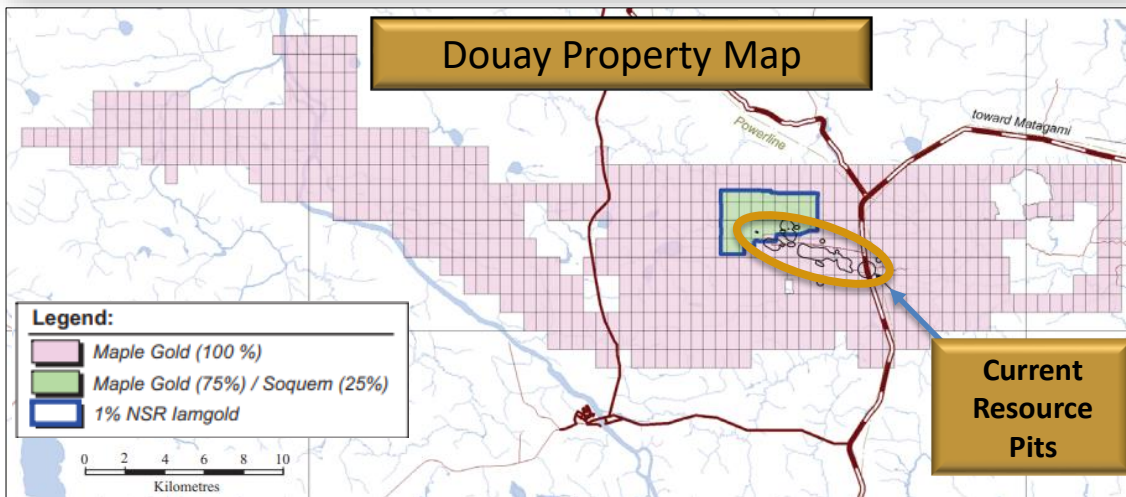 Douay Property Map
toward Matagami
Powerline
Legend:
Maple Gold (100 %)
Maple Gold (75%) / Soquem (25%)
1% NSR Iamgold
0 2 4 6 8 10
Kilometres
Current
Resource
Pits